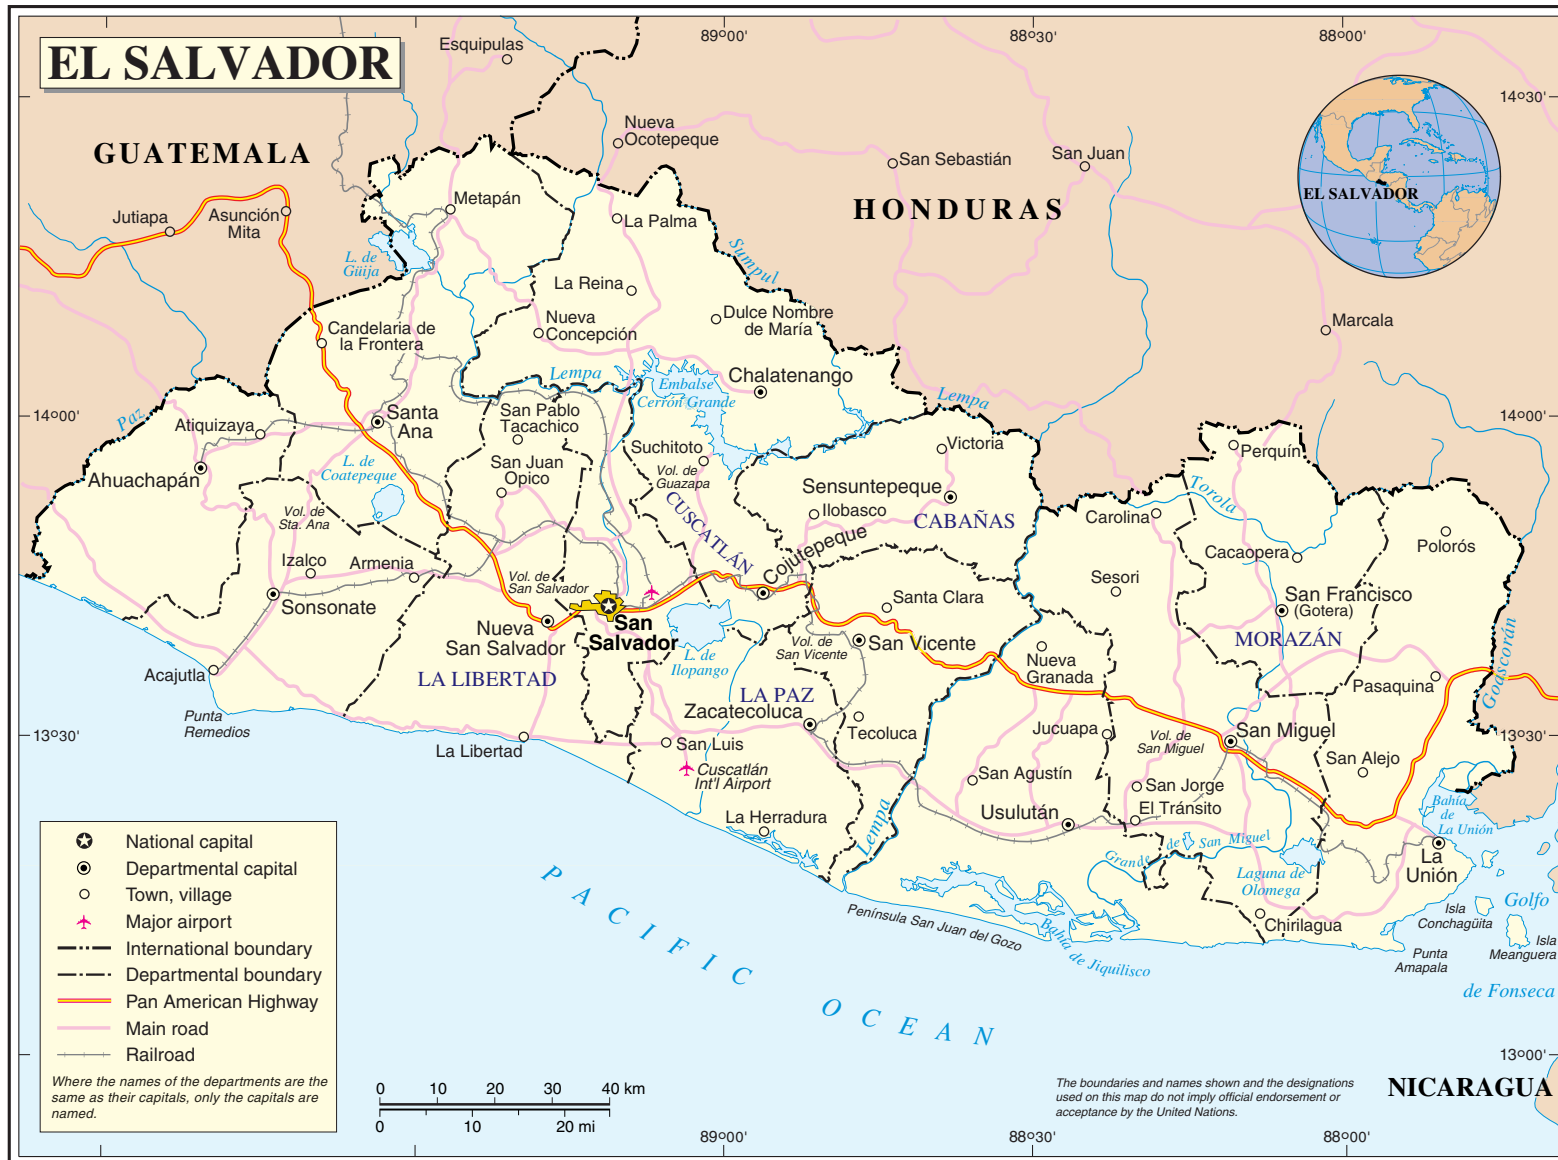 89°00'
88°30'
88°00'
EL SALVADOR
Esquipulas
14°30'
GUATEMALA
Nueva
Ocotepeque
San Sebastián
San Juan
EL SALVADOR
HONDURAS
Jutiapa
Asunción
Mita
Metapán
La Palma
L. de
Güija
Sumpul
La Reina
Nueva
Concepción
Dulce Nombre
de María
Marcala
Candelaria de
la Frontera
Lempa
Embalse
Cerrón Grande
Chalatenango
Lempa
14°00'
14°00'
Paz
Atiquizaya
Santa
Ana
San Pablo
Tacachico
Suchitoto
Victoria
Perquín
Ahuachapán
L. de
Coatepeque
San Juan
Opico
Vol. de
Guazapa
Sensuntepeque
Ilobasco
CABAÑAS
Torola
Carolina
Vol. de
Sta. Ana
CUSCATLÁN
Cojutepeque
Cacaopera
Polorós
Izalco
Armenia
Vol. de
San Salvador
Sesori
Sonsonate
Santa Clara
San Francisco
(Gotera)
Nueva
San Salvador
San
Salvador
Vol. de
San Vicente
San Vicente
MORAZÁN
Goascorán
L. de
Ilopango
Nueva
Granada
Acajutla
LA LIBERTAD
LA PAZ
Pasaquina
Punta
Remedios
Zacatecoluca
Tecoluca
Jucuapa
Vol. de
San Miguel
San Miguel
13°30'
13°30'
La Libertad
San Luis
Cuscatlán
Int'l Airport
San Agustín
San Jorge
San Alejo
La Herradura
Lempa
Usulután
El Tránsito
Bahía
de
La Unión
Grande de San Miguel
La
Unión
Laguna de
Olomega
Golfo
Península San Juan del Gozo
Bahía
de Jiquilisco
Chirilagua
Isla
Conchagüita
Isla
Meanguera
Punta
Amapala
de Fonseca
PACIFIC OCEAN
National capital
Departmental capital
Town, village
Major airport
International boundary
Departmental boundary
Pan American Highway
Main road
Railroad
Where the names of the departments are the
same as their capitals, only the capitals are
named.
0 10 20 30 40 km
0 10 20 mi
13°00'
The boundaries and names shown and the designations
used on this map do not imply official endorsement or
acceptance by the United Nations.
NICARAGUA
89°00'
88°30'
88°00'